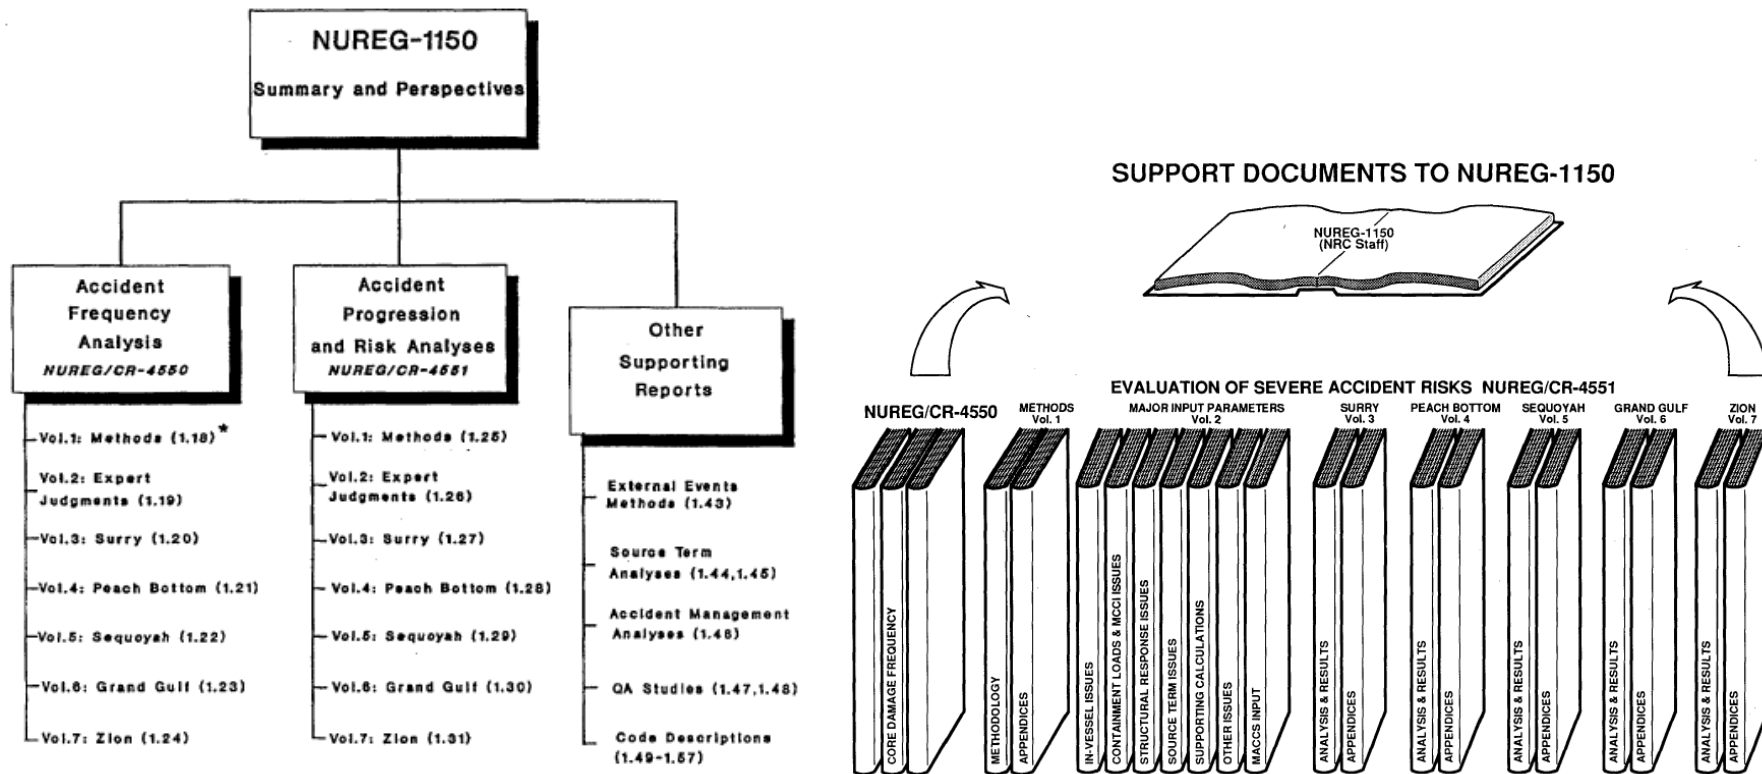 NUREG-1150
Summary and Perspectives
Accident
Frequency
Analysis
NUREG/CR-4550
Vol.1: Methods (1.18)*
Vol.2: Expert
Judgments (1.19)
Vol.3: Surry (1.20)
Vol.4: Peach Bottom (1.21)
Vol.5: Sequoyah (1.22)
Vol.6: Grand Gulf (1.23)
Vol.7: Zion (1.24)
Accident
Progression
and Risk Analyses
NUREG/CR-4551
Vol.1: Methods (1.25)
Vol.2: Expert
Judgments (1.26)
Vol.3: Surry (1.27)
Vol.4: Peach Bottom (1.28)
Vol.5: Sequoyah (1.29)
Vol.6: Grand Gulf (1.30)
Vol.7: Zion (1.31)
Other
Supporting
Reports
External Events
Methods (1.43)
Source Term
Analyses (1.44,1.45)
Accident Management
Analyses (1.46)
QA Studies (1.47,1.48)
Code Descriptions
(1.49-1.57)
SUPPORT DOCUMENTS TO NUREG-1150
NUREG-1150
(NRC Staff)
EVALUATION OF SEVERE ACCIDENT RISKS NUREG/CR-4551
NUREG/CR-4550
CORE DAMAGE FREQUENCY
METHODS
Vol. 1
METHODOLOGY
APPENDICES
MAJOR INPUT PARAMETERS
Vol. 2
IN-VESSEL ISSUES
CONTAINMENT LOADS & MCCI ISSUES
STRUCTURAL RESPONSE ISSUES
SOURCE TERM ISSUES
SUPPORTING CALCULATIONS
OTHER ISSUES
MACCS INPUT
SURRY
Vol. 3
ANALYSIS & RESULTS
APPENDICES
PEACH BOTTOM
Vol. 4
ANALYSIS & RESULTS
APPENDICES
SEQUOYAH
Vol. 5
ANALYSIS & RESULTS
APPENDICES
GRAND GULF
Vol. 6
ANALYSIS & RESULTS
APPENDICES
ZION
Vol. 7
ANALYSIS & RESULTS
APPENDICES